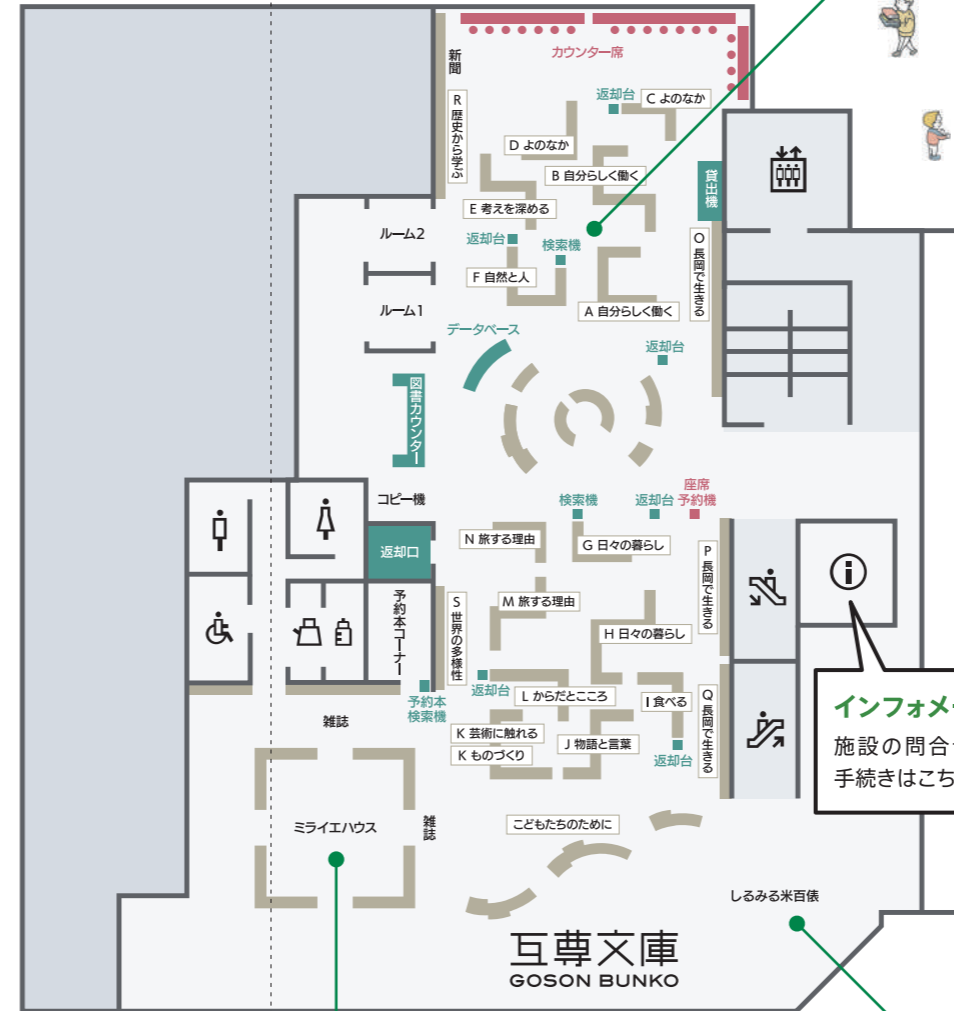 カウンター席
新聞
R 歴史から学ぶ
返却台
C よのなか
D よのなか
B 自分らしく働く
貸出機
E 考えを深める
ルーム2
返却台
検索機
O 長岡で生きる
F 自然と人
ルーム1
A 自分らしく働く
データベース
返却台
図書カウンター
コピー機
検索機
返却台
座席
予約機
返却口
N 旅する理由
G 日々の暮らし
P 長岡で生きる
予約本コーナー
S 世界の多様性
M 旅する理由
H 日々の暮らし
返却台
L からだとこころ
I 食べる
Q 長岡で生きる
予約本
検索機
雑誌
K 芸術に触れる
K ものづくり
J 物語と言葉
返却台
インフォメ
施設の問合
手続きはこち
ミライエハウス
雑誌
こどもたちのために
しるみる米百俵
互尊文庫
GOSON BUNKO